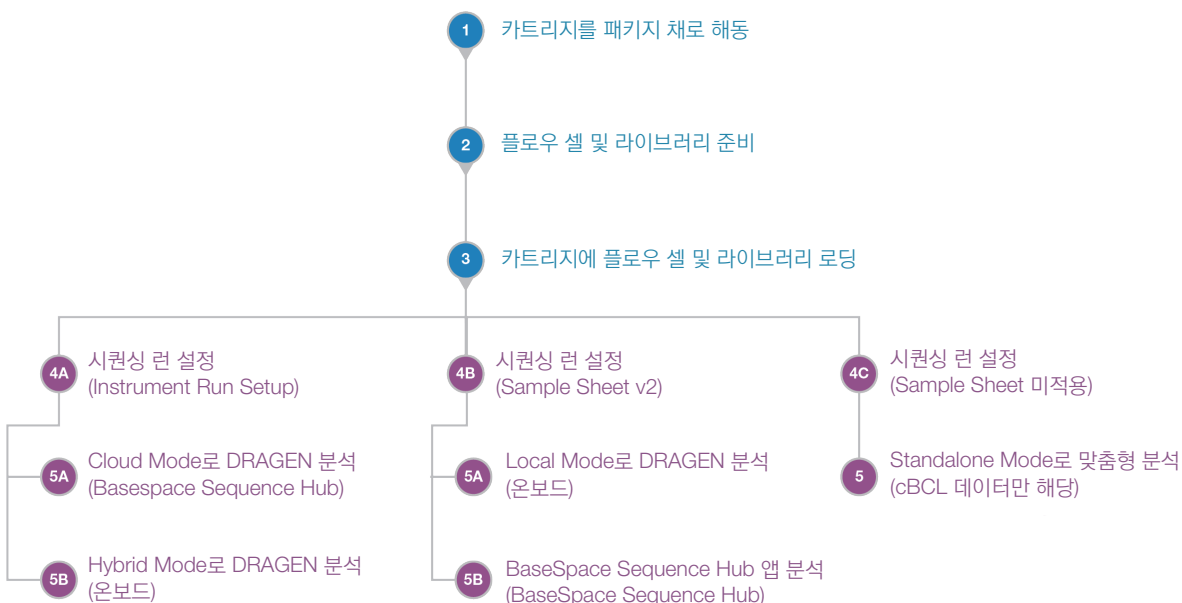 1
카트리지를 패키지 채로 해동
2
플로우 셀 및 라이브러리 준비
3
카트리지에 플로우 셀 및 라이브러리 로딩
4A
시퀀싱 런 설정
(Instrument Run Setup)
5A
Cloud Mode로 DRAGEN 분석
(Basespace Sequence Hub)
5B
Hybrid Mode로 DRAGEN 분석
(온보드)
4B
시퀀싱 런 설정
(Sample Sheet v2)
5A
Local Mode로 DRAGEN 분석
(온보드)
5B
BaseSpace Sequence Hub 앱 분석
(BaseSpace Sequence Hub)
4C
시퀀싱 런 설정
(Sample Sheet 미적용)
5
Standalone Mode로 맞춤형 분석
(cBCL 데이터만 해당)